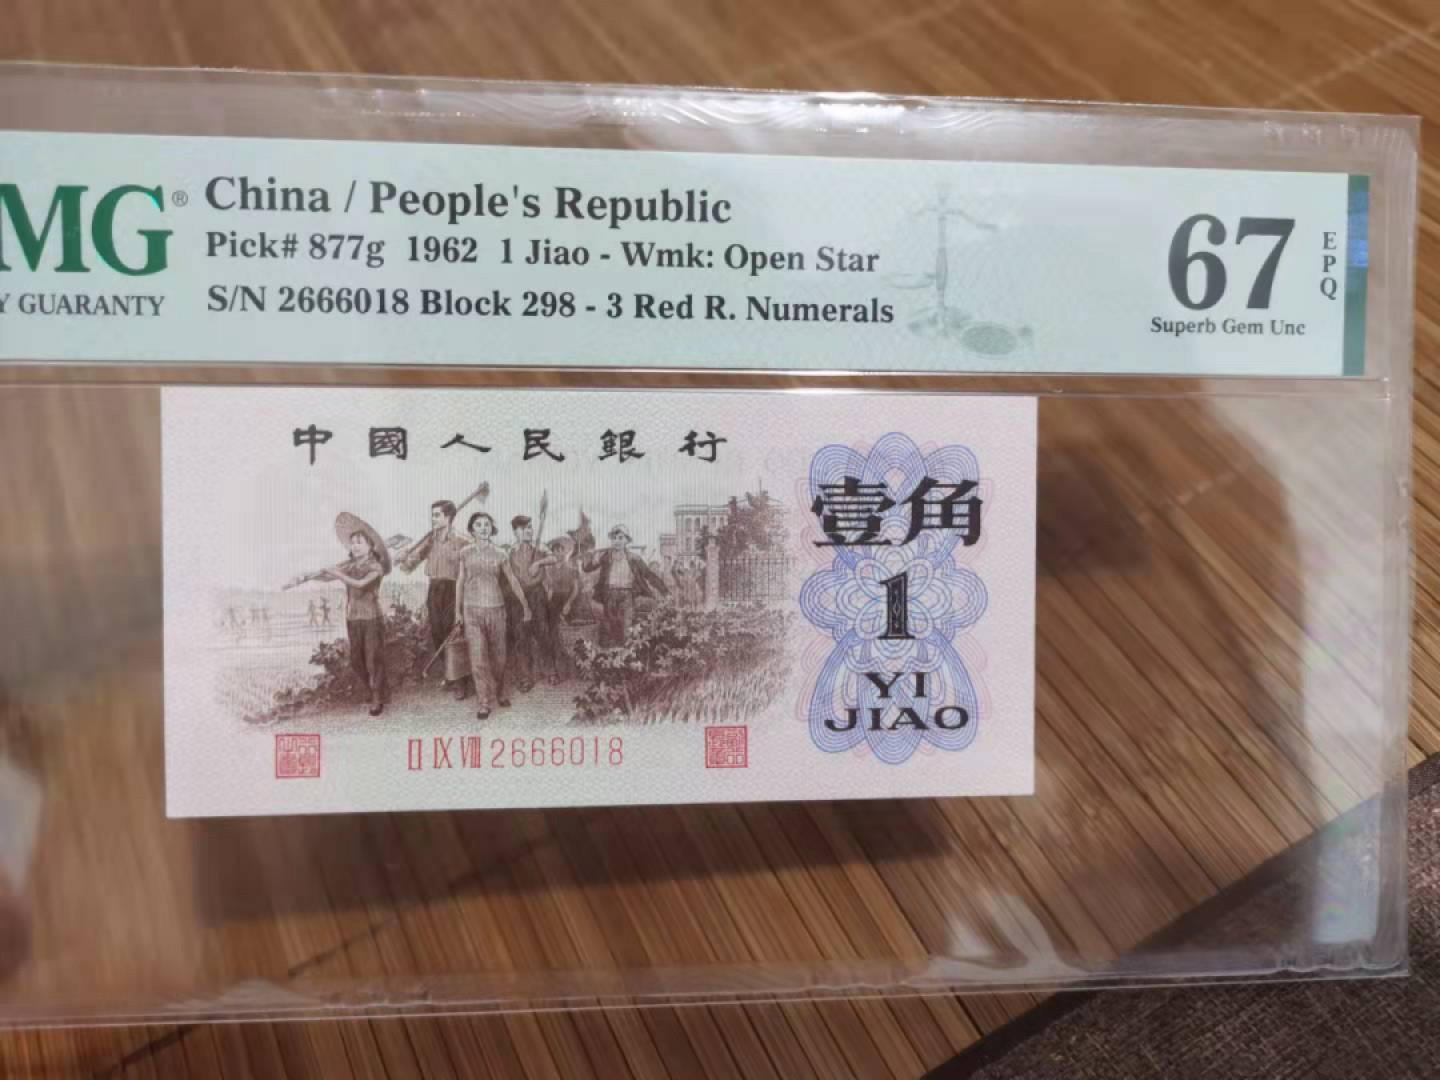 MG®
China / People's Republic
Pick# 877g 1962 1 Jiao - Wmk: Open Star
S/N 2666018 Block 298 - 3 Red R. Numerals
Y GUARANTY
67
EPQ
Superb Gem Unc
中國人民銀行
壹角
1
YI
JIAO
II IX VIII 2666018